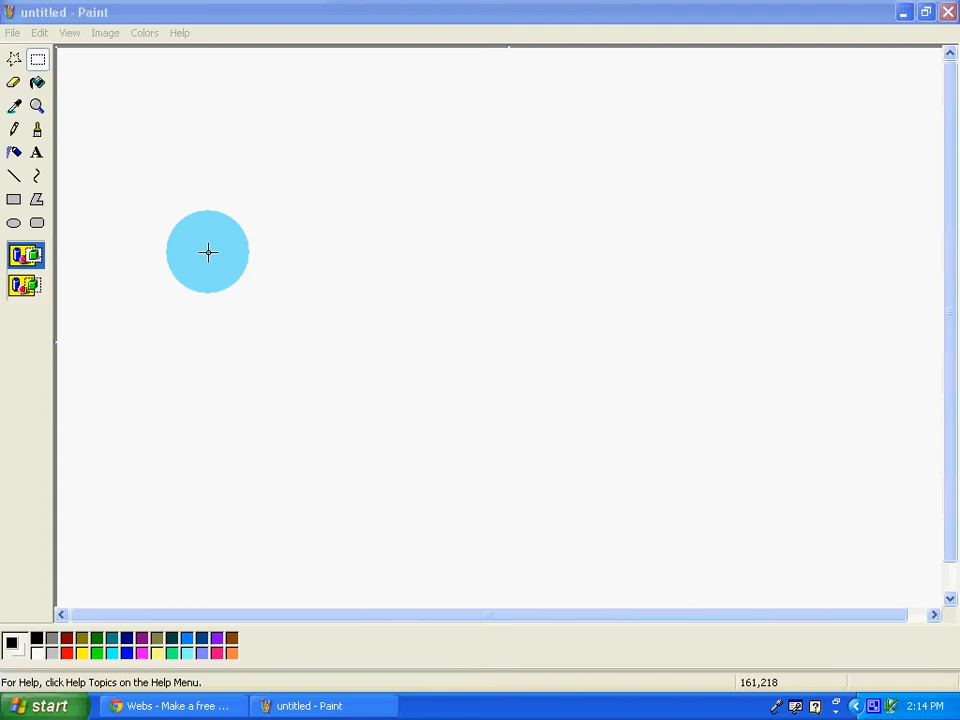 untitled - Paint
File Edit View Image Colors Help
A
For Help, click Help Topics on the Help Menu.
161,218
start
Webs - Make a free ...
untitled - Paint
2:14 PM